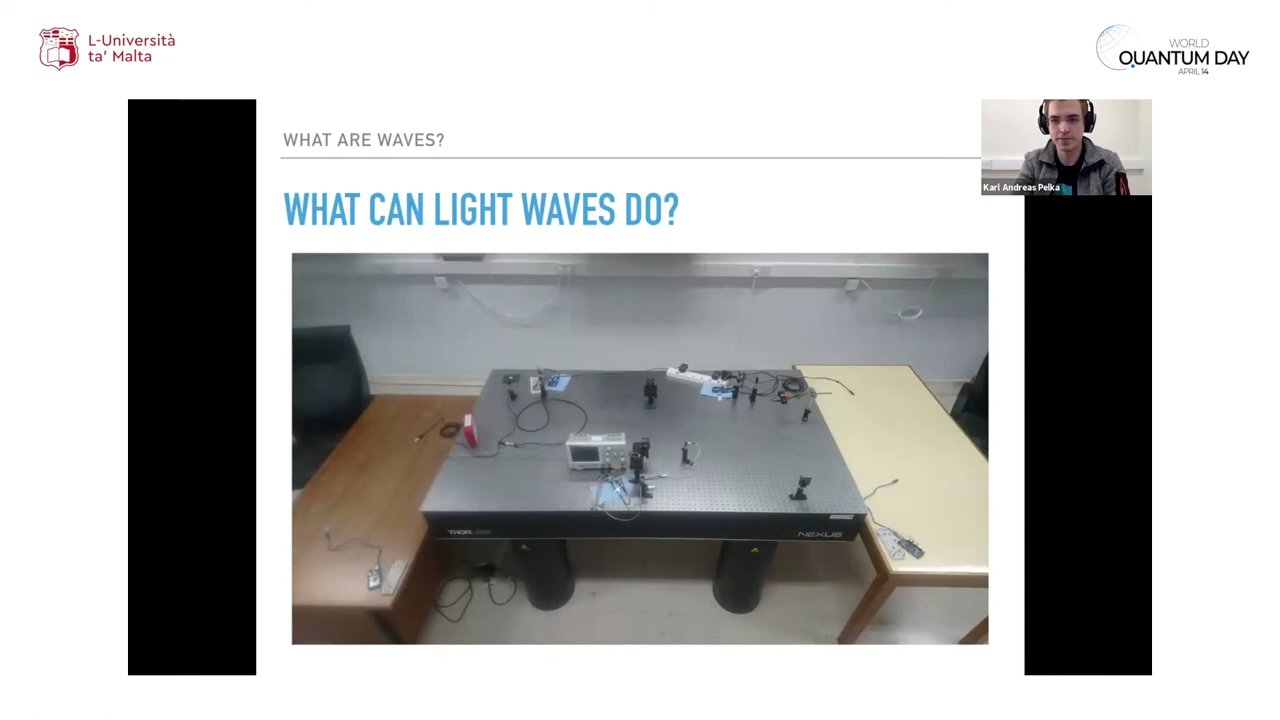 L-Università
ta' Malta
WORLD
QUANTUM DAY
APRIL 14
WHAT ARE WAVES?
Karl Andreas Pelka
WHAT CAN LIGHT WAVES DO?
THORLABS
NEXUS